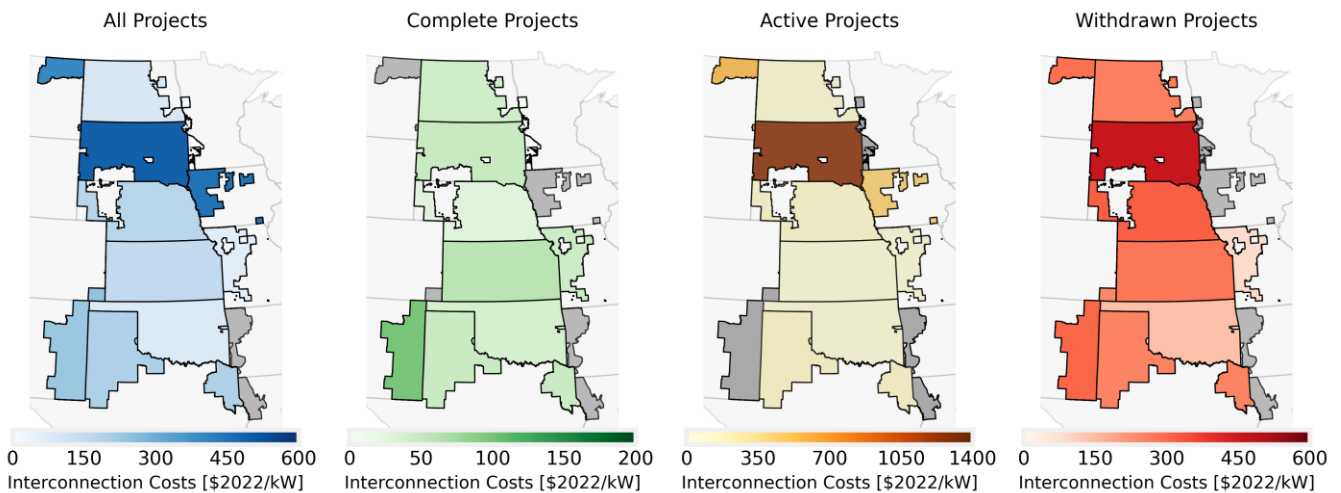 All Projects
Complete Projects
Active Projects
Withdrawn Projects
0 150 300 450 600
0 50 100 150 200
0 350 700 1050 1400
0 150 300 450 600
Interconnection Costs [$2022/kW]
Interconnection Costs [$2022/kW]
Interconnection Costs [$2022/kW]
Interconnection Costs [$2022/kW]